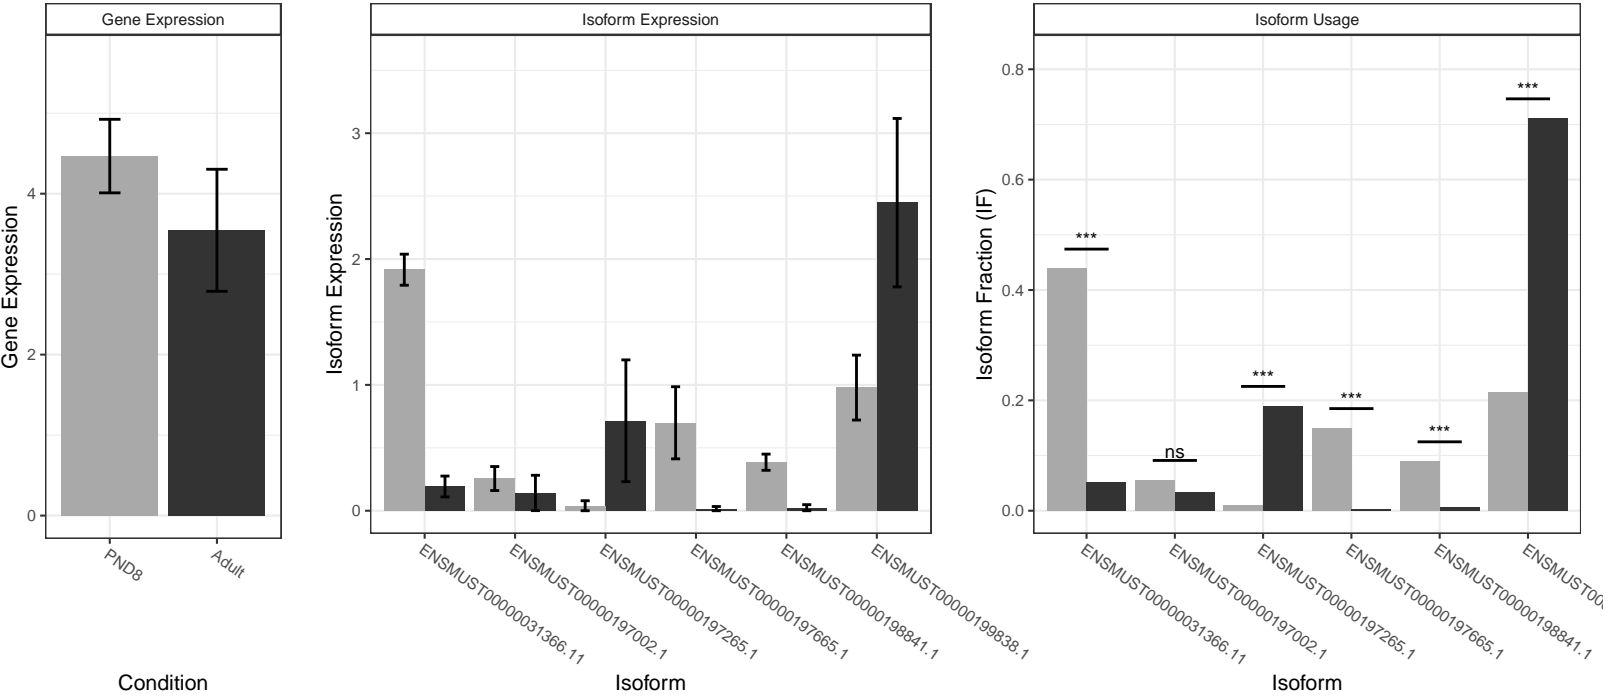 Gene Expression
Gene Expression
4
2
0
PND8
Adult
Condition
Isoform Expression
Isoform Expression
3
2
1
0
ENSMUST00000031366.11
ENSMUST00000197002.1
ENSMUST00000197265.1
ENSMUST00000197665.1
ENSMUST00000198841.1
ENSMUST00000199838.1
Isoform
Isoform Usage
Isoform Fraction (IF)
0.8
0.6
0.4
0.2
0.0
***
ns
***
***
***
***
ENSMUST00000031366.11
ENSMUST00000197002.1
ENSMUST00000197265.1
ENSMUST00000197665.1
ENSMUST00000198841.1
Isoform